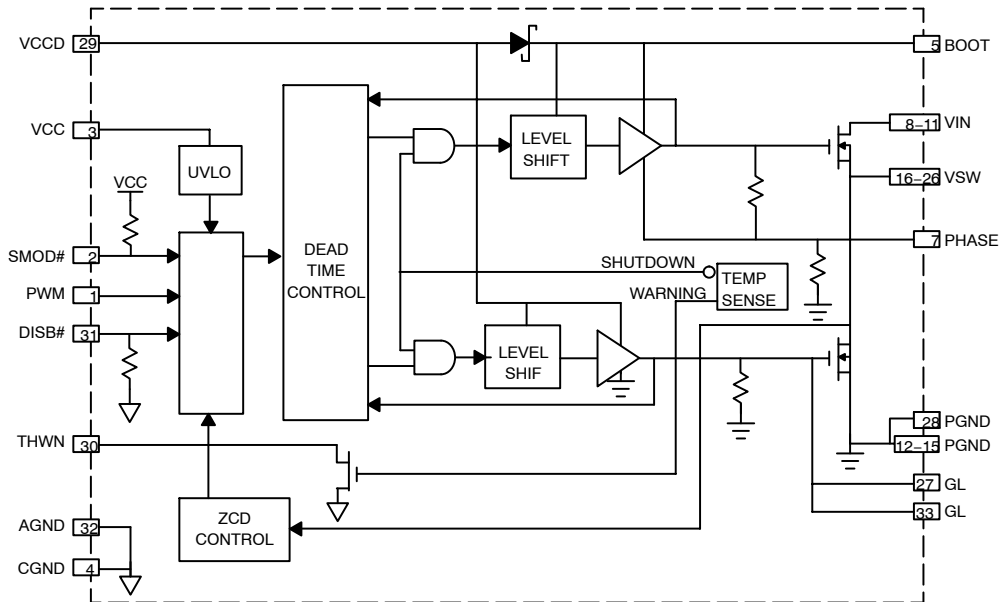 VCCD 29
5 BOOT
VCC 3
8–11 VIN
LEVEL
SHIFT
UVLO
VCC
16–26 VSW
DEAD
TIME
CONTROL
7 PHASE
SMOD# 2
SHUTDOWN
TEMP
SENSE
WARNING
PWM 1
DISB# 31
LEVEL
SHIF
28 PGND
12–15 PGND
THWN 30
27 GL
33 GL
ZCD
CONTROL
AGND 32
CGND 4